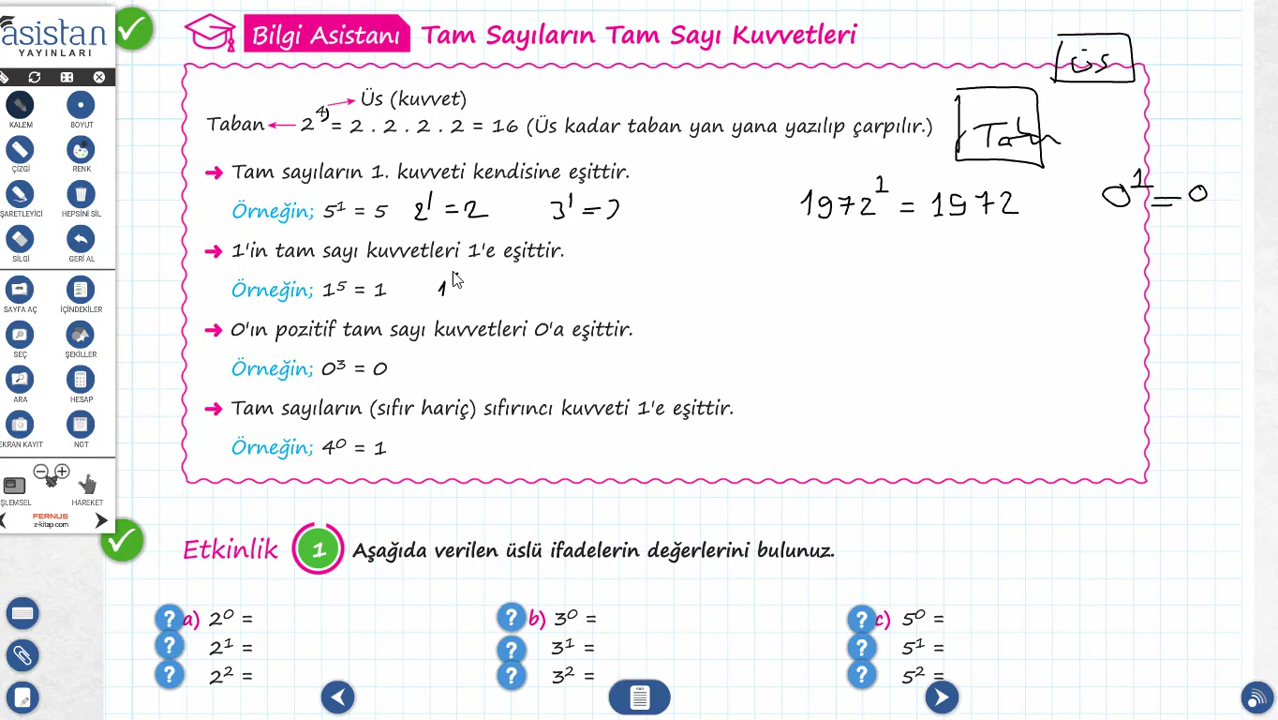 asistan
YAYINLARI
KALEM BOYUT
ÇİZGİ RENK
ŞARETLEYİCİ HEPSİNİ SİL
SİLGİ GERİ AL
SAYFA AÇ İÇİNDEKİLER
SEÇ ŞEKİLLER
ARA HESAP
EKRAN KAYIT NOT
İŞLEMSEL HAREKET
FERNUS
z-kitap.com
Bilgi Asistanı Tam Sayıların Tam Sayı Kuvvetleri
Üs
Üs (kuvvet)
Taban 2⁴ = 2 . 2 . 2 . 2 = 16 (Üs kadar taban yan yana yazılıp çarpılır.)
Tam sayıların 1. kuvveti kendisine eşittir.
Örneğin; 5¹ = 5 2¹ = 2 3¹ = 3 1972¹ = 1972 0¹ = 0
1'in tam sayı kuvvetleri 1'e eşittir.
Örneğin; 1⁵ = 1 1
0'ın pozitif tam sayı kuvvetleri 0'a eşittir.
Örneğin; 0³ = 0
Tam sayıların (sıfır hariç) sıfırıncı kuvveti 1'e eşittir.
Örneğin; 4⁰ = 1
Etkinlik 1 Aşağıda verilen üslü ifadelerin değerlerini bulunuz.
? a) 2⁰ = ? b) 3⁰ = ? c) 5⁰ =
? 2¹ = ? 3¹ = ? 5¹ =
? 2² = ? 3² = ? 5² =